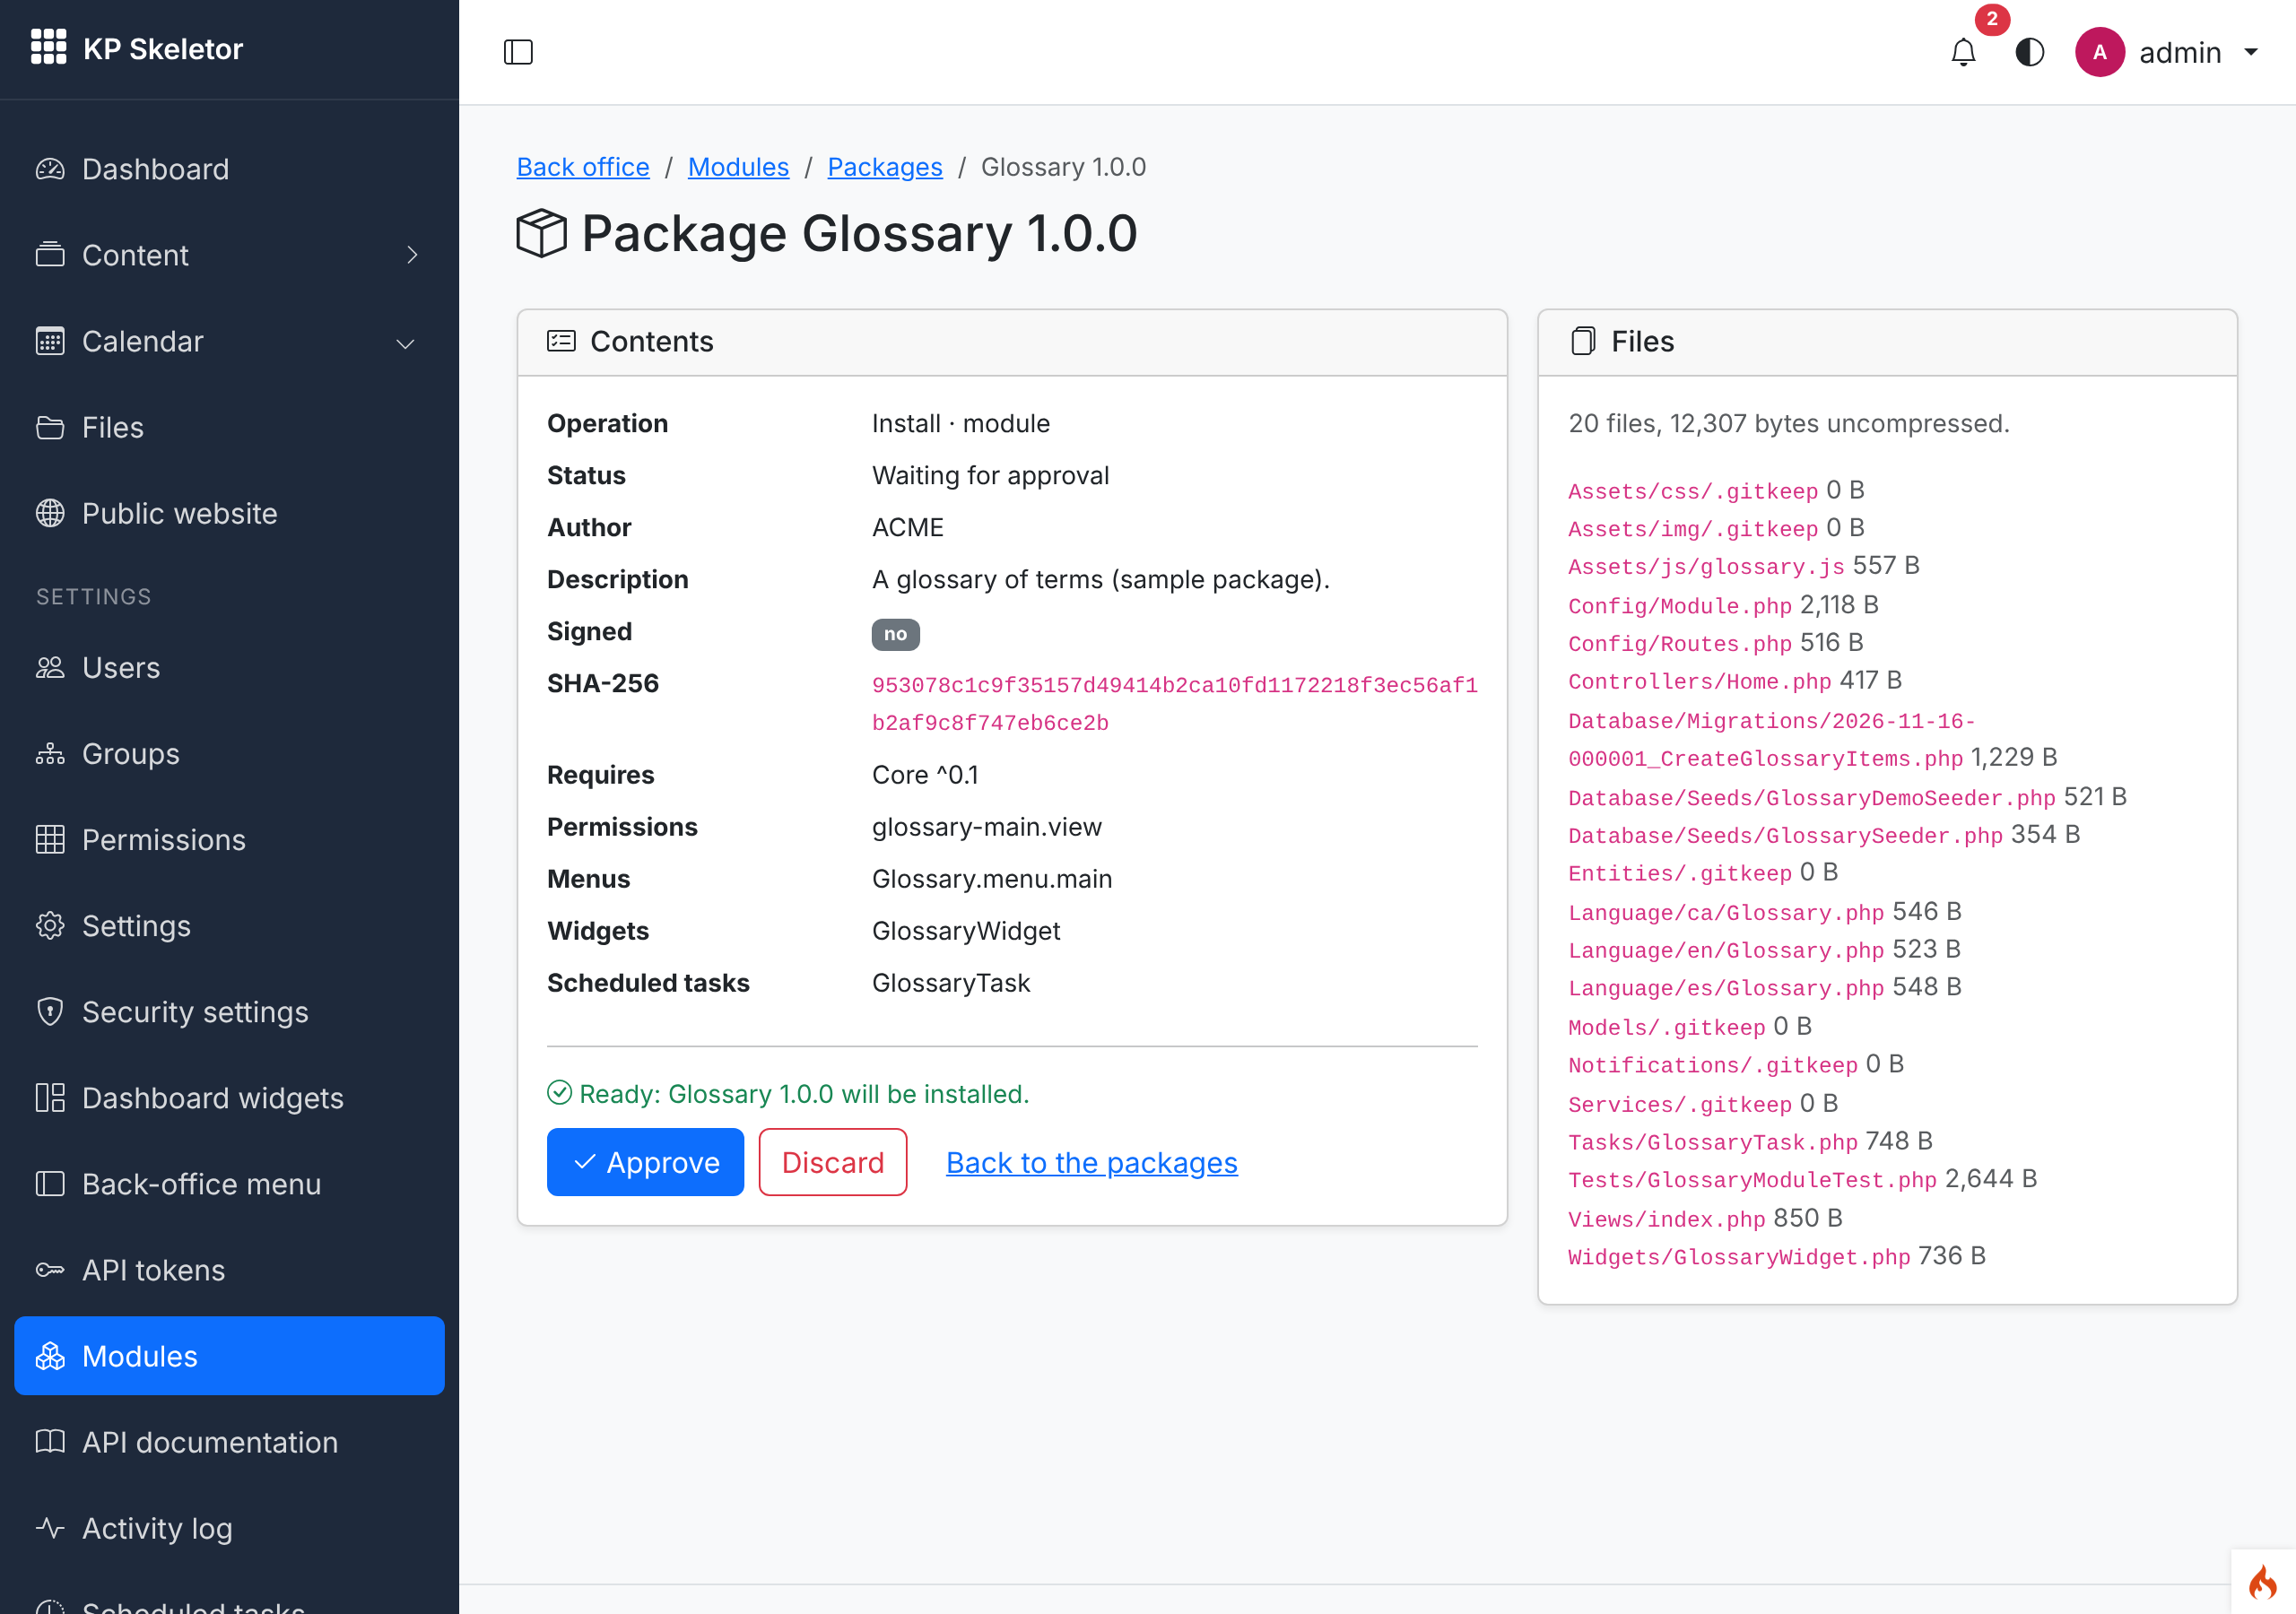 KP Skeletor
Dashboard
Content
Calendar
Files
Public website
SETTINGS
Users
Groups
Permissions
Settings
Security settings
Dashboard widgets
Back-office menu
API tokens
Modules
API documentation
Activity log
Scheduled tasks
2
A admin
Back office / Modules / Packages / Glossary 1.0.0
Package Glossary 1.0.0
Contents
Operation Install · module
Status Waiting for approval
Author ACME
Description A glossary of terms (sample package).
Signed no
SHA-256 953078c1c9f35157d49414b2ca10fd1172218f3ec56af1
b2af9c8f747eb6ce2b
Requires Core ^0.1
Permissions glossary-main.view
Menus Glossary.menu.main
Widgets GlossaryWidget
Scheduled tasks GlossaryTask
Ready: Glossary 1.0.0 will be installed.
Approve Discard Back to the packages
Files
20 files, 12,307 bytes uncompressed.
Assets/css/.gitkeep 0 B
Assets/img/.gitkeep 0 B
Assets/js/glossary.js 557 B
Config/Module.php 2,118 B
Config/Routes.php 516 B
Controllers/Home.php 417 B
Database/Migrations/2026-11-16-
000001_CreateGlossaryItems.php 1,229 B
Database/Seeds/GlossaryDemoSeeder.php 521 B
Database/Seeds/GlossarySeeder.php 354 B
Entities/.gitkeep 0 B
Language/ca/Glossary.php 546 B
Language/en/Glossary.php 523 B
Language/es/Glossary.php 548 B
Models/.gitkeep 0 B
Notifications/.gitkeep 0 B
Services/.gitkeep 0 B
Tasks/GlossaryTask.php 748 B
Tests/GlossaryModuleTest.php 2,644 B
Views/index.php 850 B
Widgets/GlossaryWidget.php 736 B